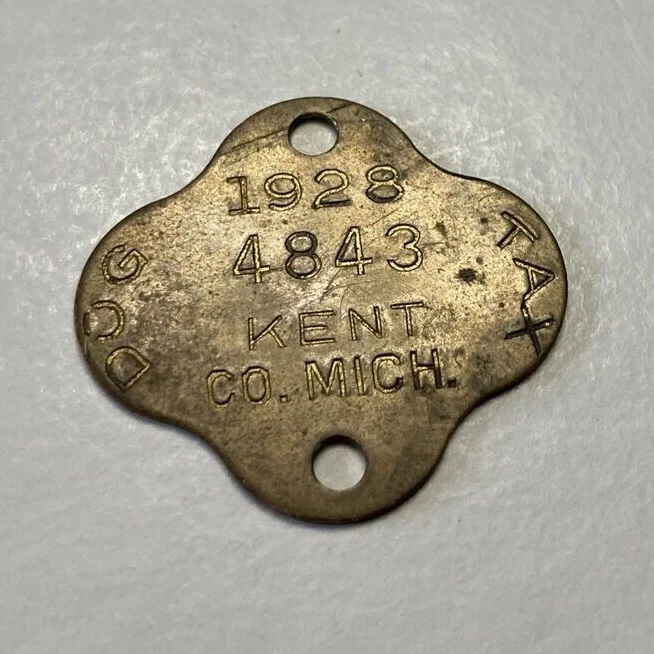 1928
4843
KENT
CO. MICH.
DOG
TAX